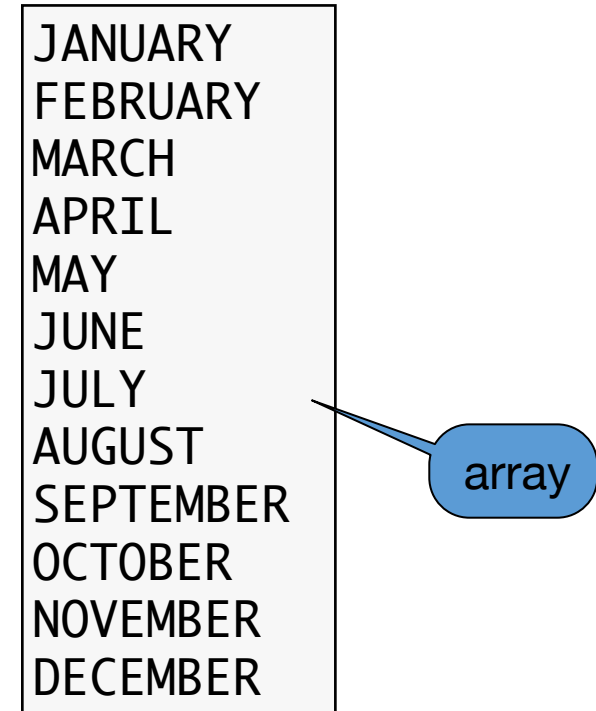 JANUARY
FEBRUARY
MARCH
APRIL
MAY
JUNE
JULY
AUGUST
SEPTEMBER
OCTOBER
NOVEMBER
DECEMBER
array